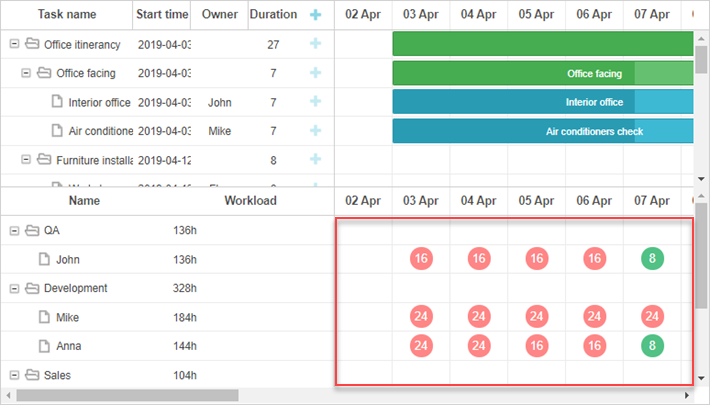 Task name Start time Owner Duration 02 Apr 03 Apr 04 Apr 05 Apr 06 Apr 07 Apr
Office itinerancy 2019-04-03 27
Office facing 2019-04-03 7 Office facing
Interior office 2019-04-03 John 7 Interior office
Air conditione 2019-04-03 Mike 7 Air conditioners check
Furniture installa 2019-04-12 8
Name Workload 02 Apr 03 Apr 04 Apr 05 Apr 06 Apr 07 Apr
QA 136h
John 136h 16 16 16 16 8
Development 328h
Mike 184h 24 24 24 24 24
Anna 144h 24 24 16 16 8
Sales 104h